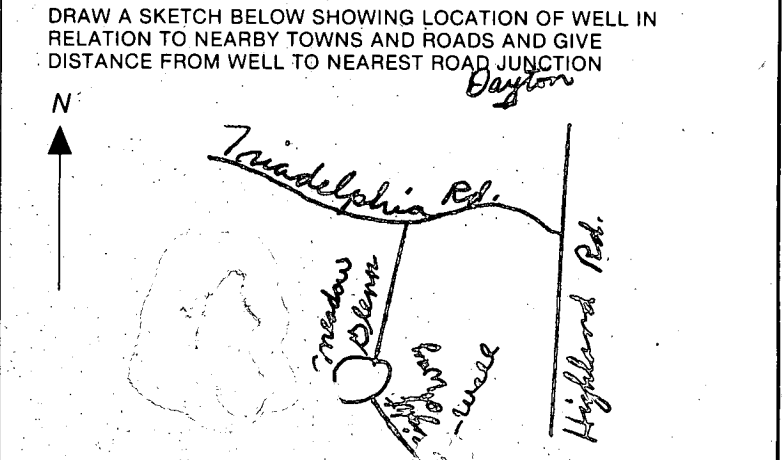 DRAW A SKETCH BELOW SHOWING LOCATION OF WELL IN
RELATION TO NEARBY TOWNS AND ROADS AND GIVE
DISTANCE FROM WELL TO NEAREST ROAD JUNCTION
Dayton
N
Triadelphia Rd.
meadow
Glenn
Way
-well
Highland Rd.